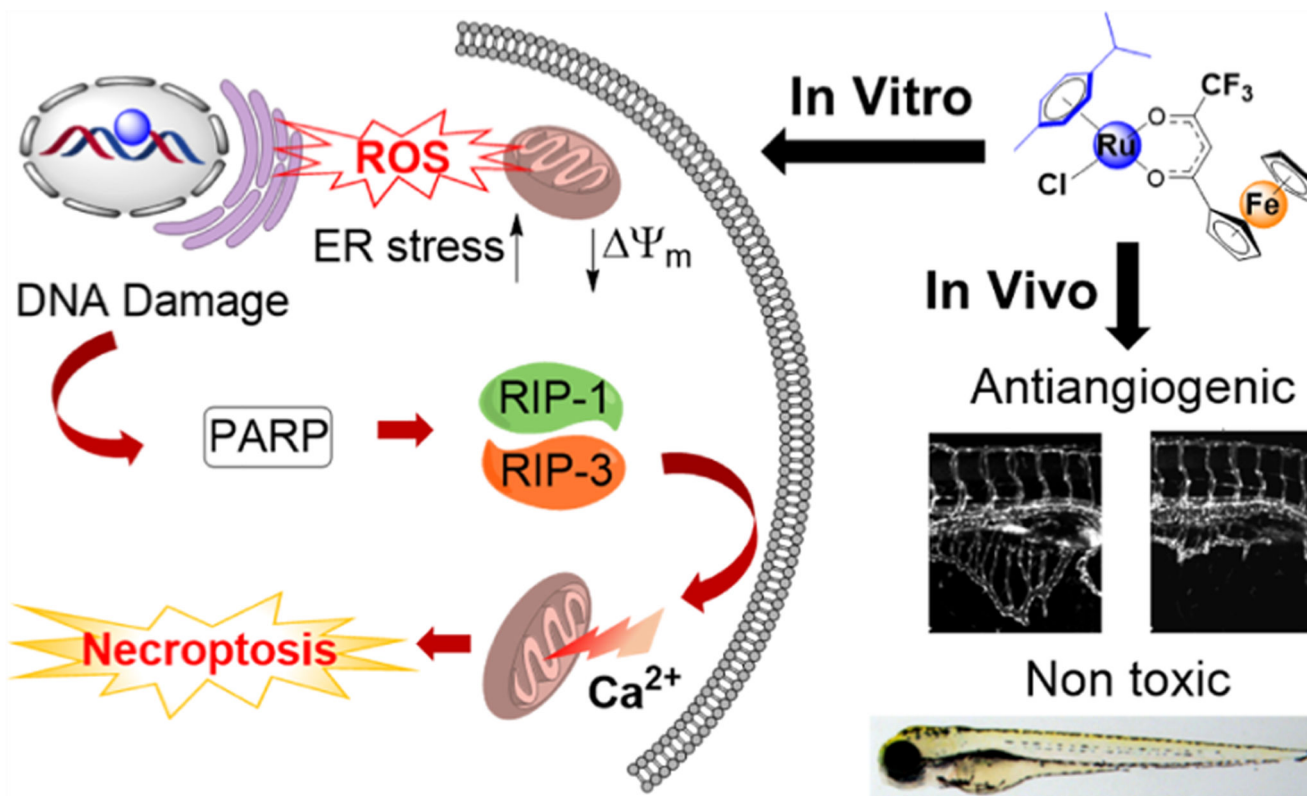 In Vitro
CF₃
O
Ru
Cl
O
Fe
ROS
ER stress
ΔΨₘ
DNA Damage
In Vivo
Antiangiogenic
PARP
RIP-1
RIP-3
Necroptosis
Ca²⁺
Non toxic